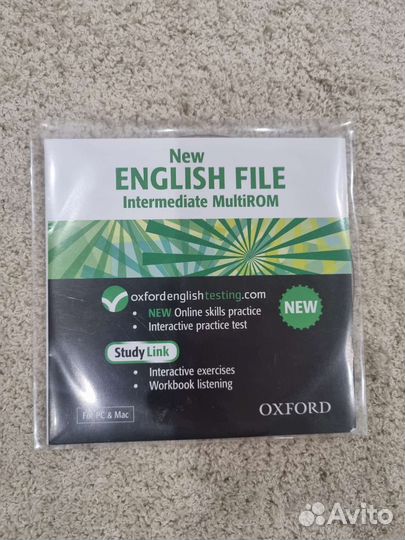 New
ENGLISH FILE
Intermediate MultiROM
oxfordenglishtesting.com
• NEW Online skills practice
• Interactive practice test
NEW
Study Link
• Interactive exercises
• Workbook listening
For PC & Mac
OXFORD
Avito